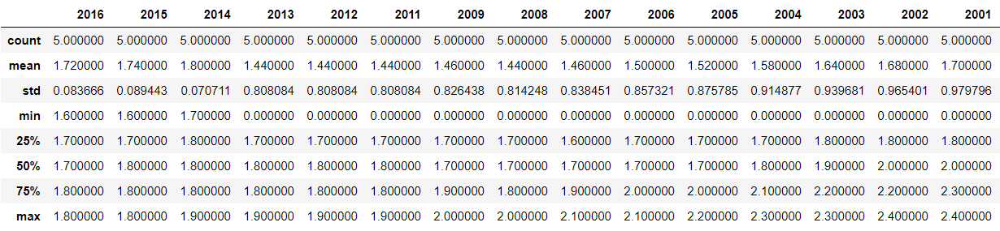 2016 2015 2014 2013 2012 2011 2009 2008 2007 2006 2005 2004 2003 2002 2001
count 5.000000 5.000000 5.000000 5.000000 5.000000 5.000000 5.000000 5.000000 5.000000 5.000000 5.000000 5.000000 5.000000 5.000000 5.000000
mean 1.720000 1.740000 1.800000 1.440000 1.440000 1.440000 1.460000 1.440000 1.460000 1.500000 1.520000 1.580000 1.640000 1.680000 1.700000
std 0.083666 0.089443 0.070711 0.808084 0.808084 0.808084 0.826438 0.814248 0.838451 0.857321 0.875785 0.914877 0.939681 0.965401 0.979796
min 1.600000 1.600000 1.700000 0.000000 0.000000 0.000000 0.000000 0.000000 0.000000 0.000000 0.000000 0.000000 0.000000 0.000000 0.000000
25% 1.700000 1.700000 1.800000 1.700000 1.700000 1.700000 1.700000 1.700000 1.600000 1.700000 1.700000 1.700000 1.800000 1.800000 1.800000
50% 1.700000 1.800000 1.800000 1.800000 1.800000 1.800000 1.700000 1.700000 1.700000 1.700000 1.700000 1.800000 1.900000 2.000000 2.000000
75% 1.800000 1.800000 1.800000 1.800000 1.800000 1.800000 1.900000 1.800000 1.900000 2.000000 2.000000 2.100000 2.200000 2.200000 2.300000
max 1.800000 1.800000 1.900000 1.900000 1.900000 1.900000 2.000000 2.000000 2.100000 2.100000 2.200000 2.300000 2.300000 2.400000 2.400000